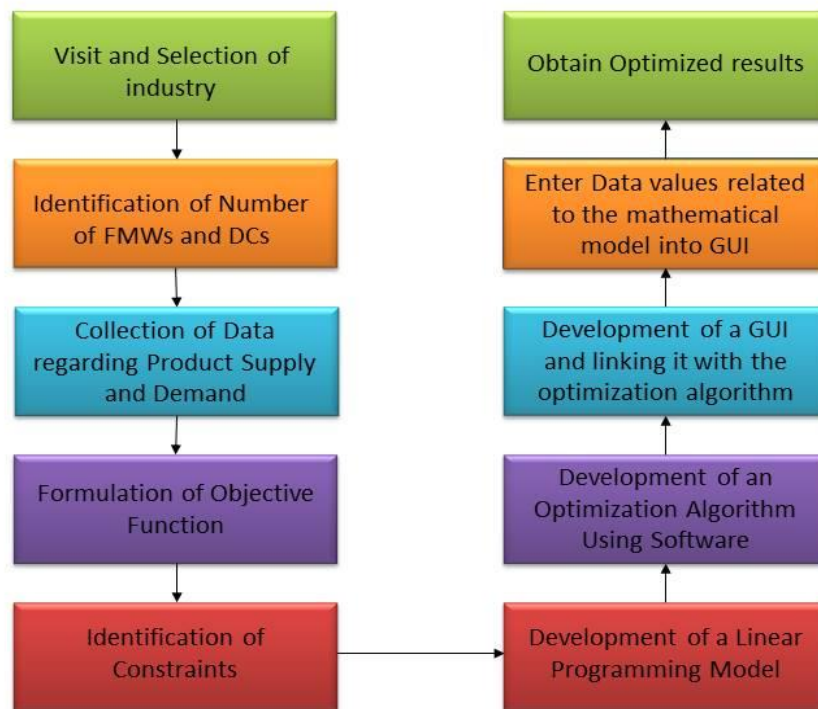 Visit and Selection of
industry
Identification of Number
of FMWs and DCs
Collection of Data
regarding Product Supply
and Demand
Formulation of Objective
Function
Identification of
Constraints
Development of a Linear
Programming Model
Development of an
Optimization Algorithm
Using Software
Development of a GUI
and linking it with the
optimization algorithm
Enter Data values related
to the mathematical
model into GUI
Obtain Optimized results